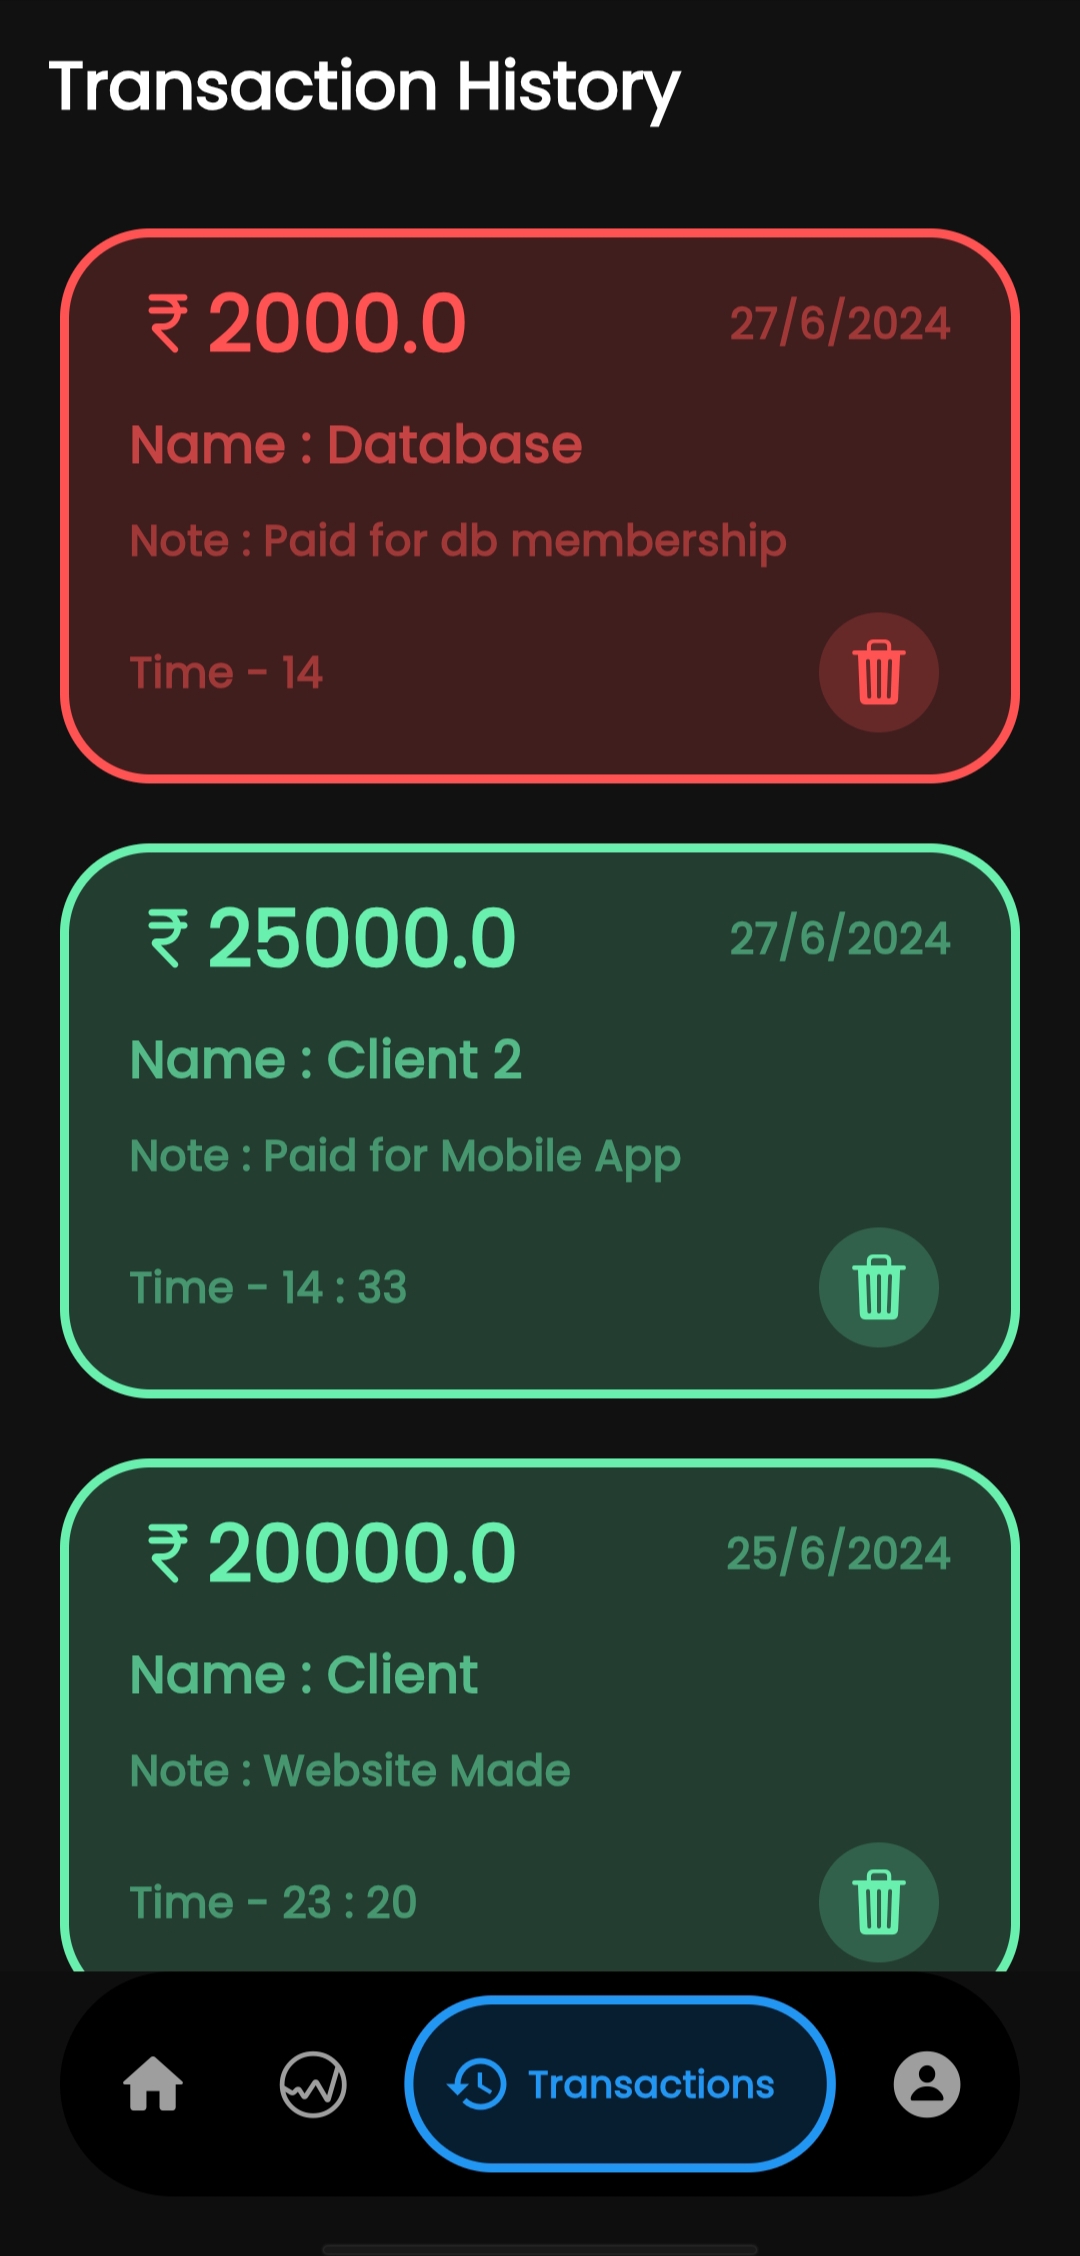 Transaction History
₹ 2000.0 27/6/2024
Name : Database
Note : Paid for db membership
Time - 14
₹ 25000.0 27/6/2024
Name : Client 2
Note : Paid for Mobile App
Time - 14 : 33
₹ 20000.0 25/6/2024
Name : Client
Note : Website Made
Time - 23 : 20
Transactions